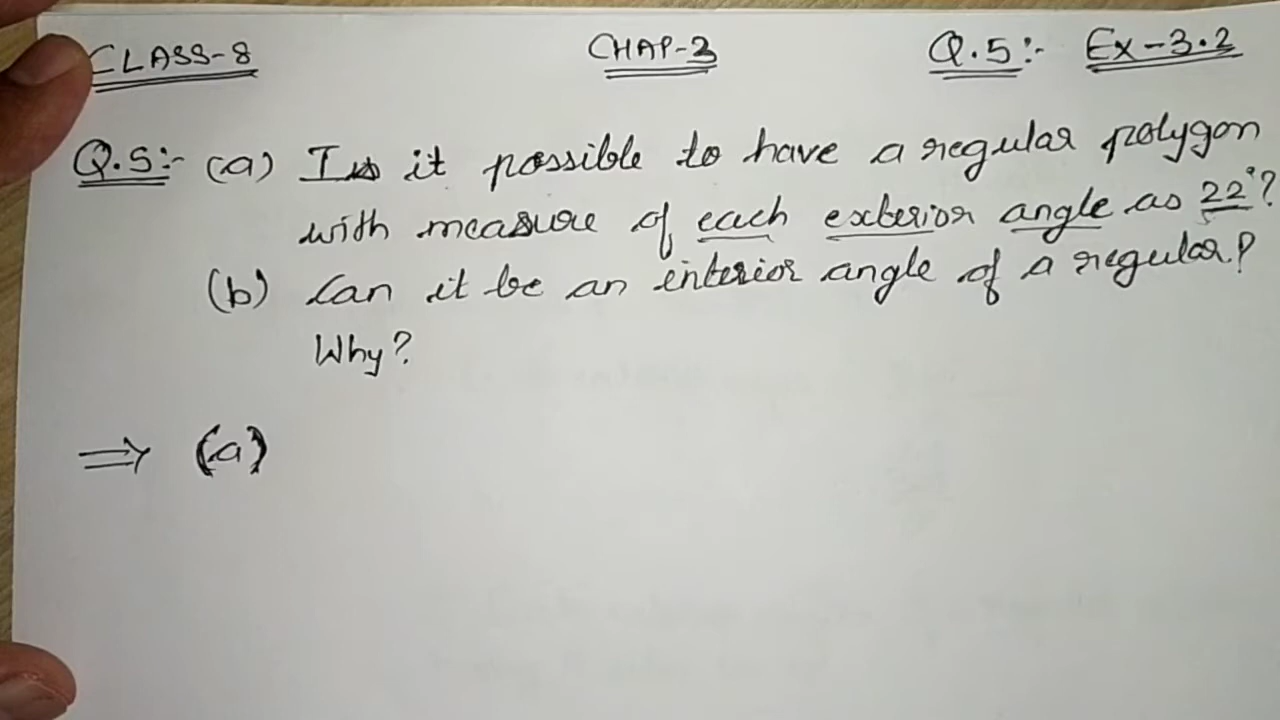 CLASS-8 CHAP-3 Q.5:- Ex-3.2
Q.5:- (a) Is it possible to have a regular polygon
with measure of each exterior angle as 22°?
(b) Can it be an interior angle of a regular?
Why?
⇒ (a)